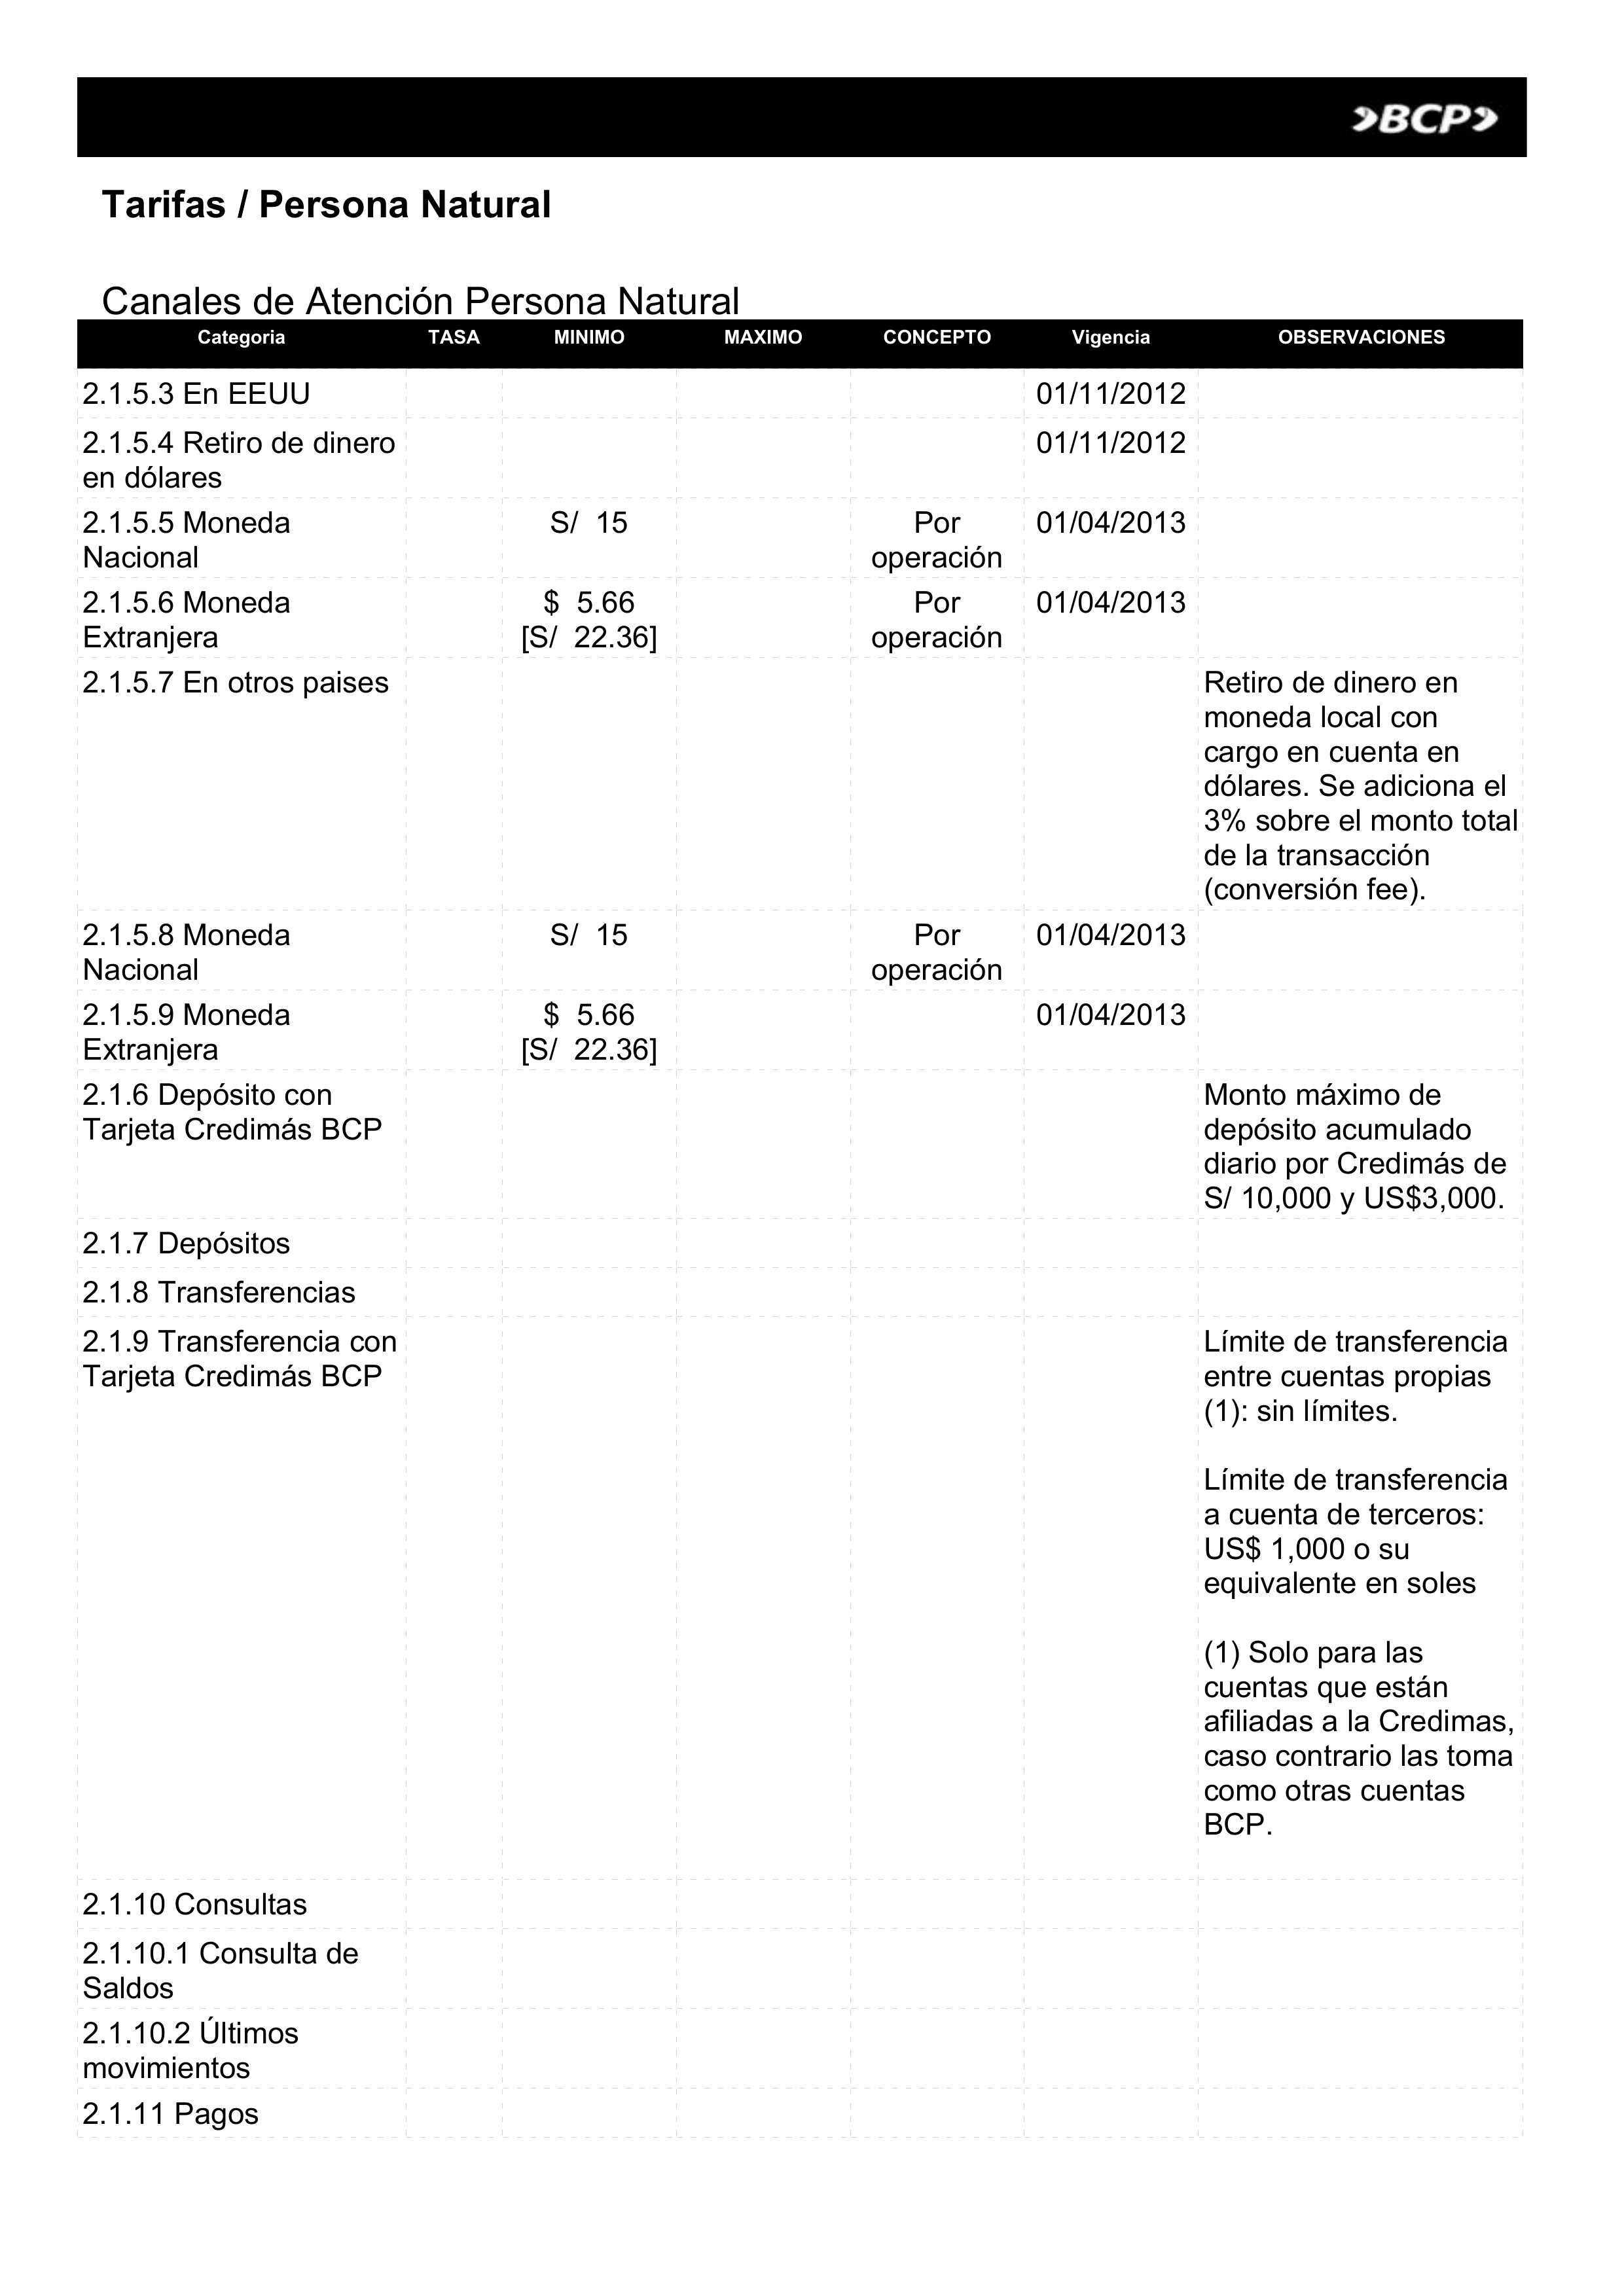 BCP
Tarifas / Persona Natural
Canales de Atención Persona Natural
Categoria TASA MINIMO MAXIMO CONCEPTO Vigencia OBSERVACIONES
2.1.5.3 En EEUU 01/11/2012
2.1.5.4 Retiro de dinero 01/11/2012
en dólares
2.1.5.5 Moneda S/ 15 Por 01/04/2013
Nacional operación
2.1.5.6 Moneda $ 5.66 Por 01/04/2013
Extranjera [S/ 22.36] operación
2.1.5.7 En otros paises Retiro de dinero en
moneda local con
cargo en cuenta en
dólares. Se adiciona el
3% sobre el monto total
de la transacción
(conversión fee).
2.1.5.8 Moneda S/ 15 Por 01/04/2013
Nacional operación
2.1.5.9 Moneda $ 5.66 01/04/2013
Extranjera [S/ 22.36]
2.1.6 Depósito con Monto máximo de
Tarjeta Credimás BCP depósito acumulado
diario por Credimás de
S/ 10,000 y US$3,000.
2.1.7 Depósitos
2.1.8 Transferencias
2.1.9 Transferencia con Límite de transferencia
Tarjeta Credimás BCP entre cuentas propias
(1): sin límites.
Límite de transferencia
a cuenta de terceros:
US$ 1,000 o su
equivalente en soles
(1) Solo para las
cuentas que están
afiliadas a la Credimas,
caso contrario las toma
como otras cuentas
BCP.
2.1.10 Consultas
2.1.10.1 Consulta de
Saldos
2.1.10.2 Últimos
movimientos
2.1.11 Pagos